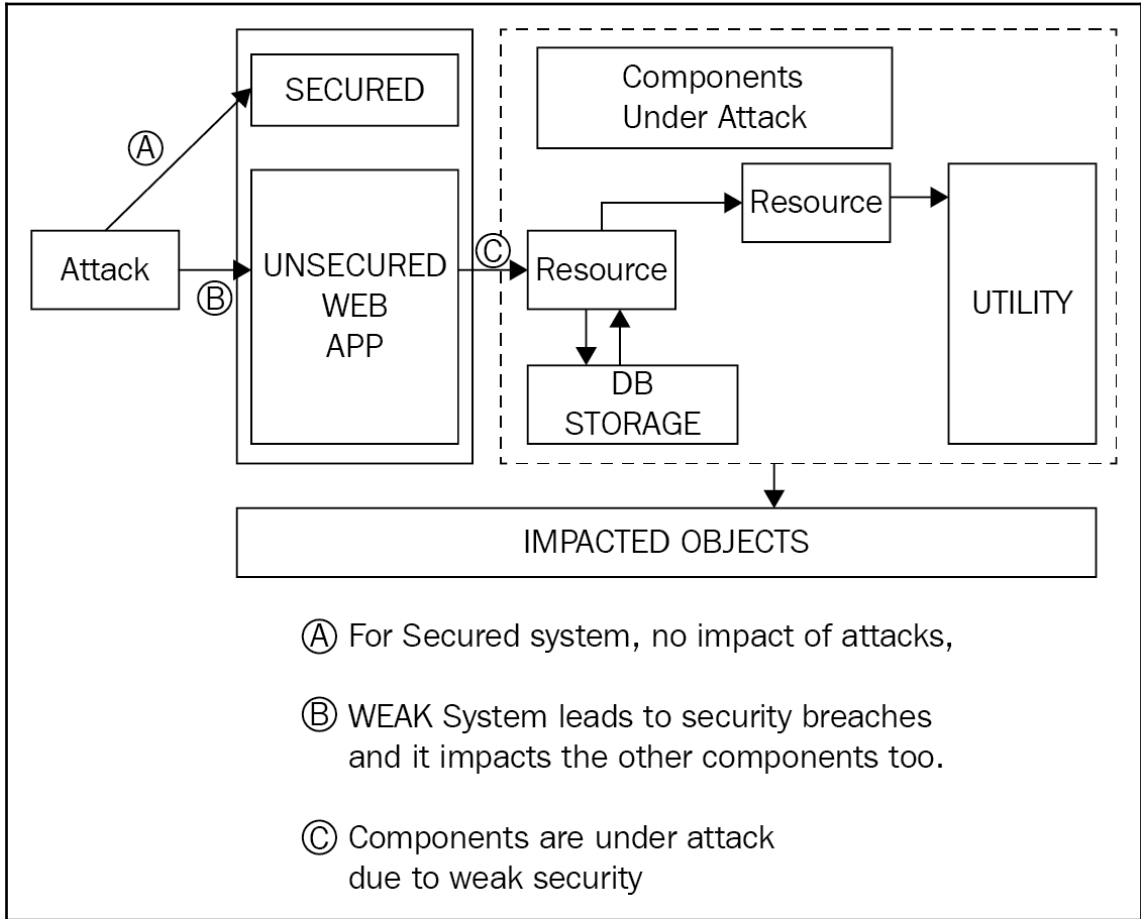 SECURED
Components
Under Attack
Ⓐ
Resource
Attack
Ⓑ
UNSECURED
WEB
APP
Ⓒ
Resource
UTILITY
DB
STORAGE
IMPACTED OBJECTS
Ⓐ For Secured system, no impact of attacks,
Ⓑ WEAK System leads to security breaches
and it impacts the other components too.
Ⓒ Components are under attack
due to weak security